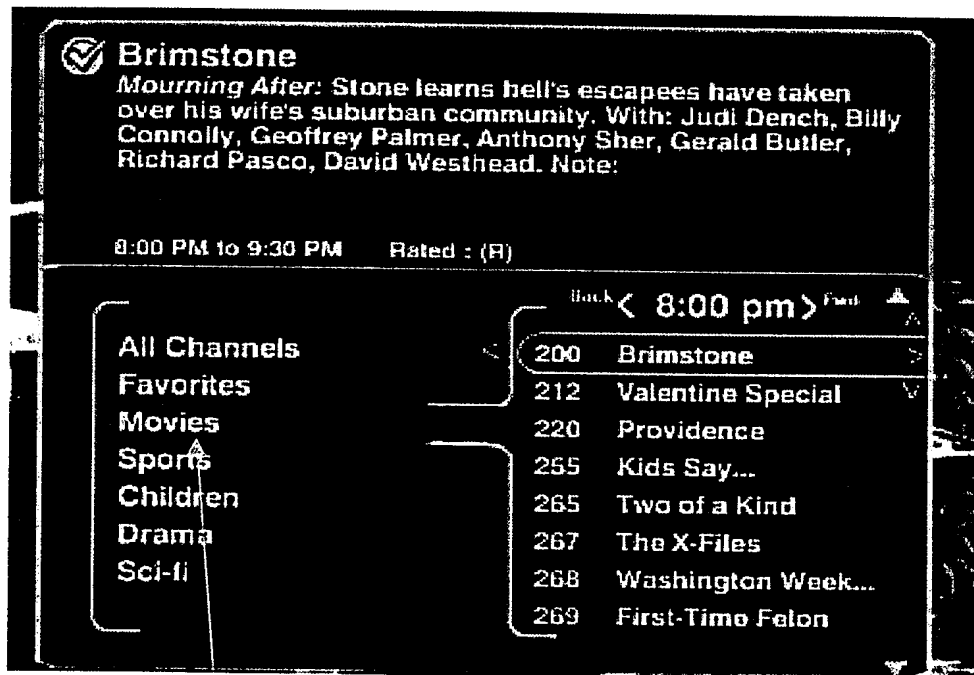 Brimstone
Mourning After: Stone learns hell's escapees have taken
over his wife's suburban community. With: Judi Dench, Billy
Connolly, Geoffrey Palmer, Anthony Sher, Gerald Butler,
Richard Pasco, David Westhead. Note:
8:00 PM to 9:30 PM Rated : (R)
Back < 8:00 pm > Fwd
All Channels
Favorites
Movies
Sports
Children
Drama
Sci-fi
200 Brimstone
212 Valentine Special
220 Providence
255 Kids Say...
265 Two of a Kind
267 The X-Files
268 Washington Week...
269 First-Time Felon